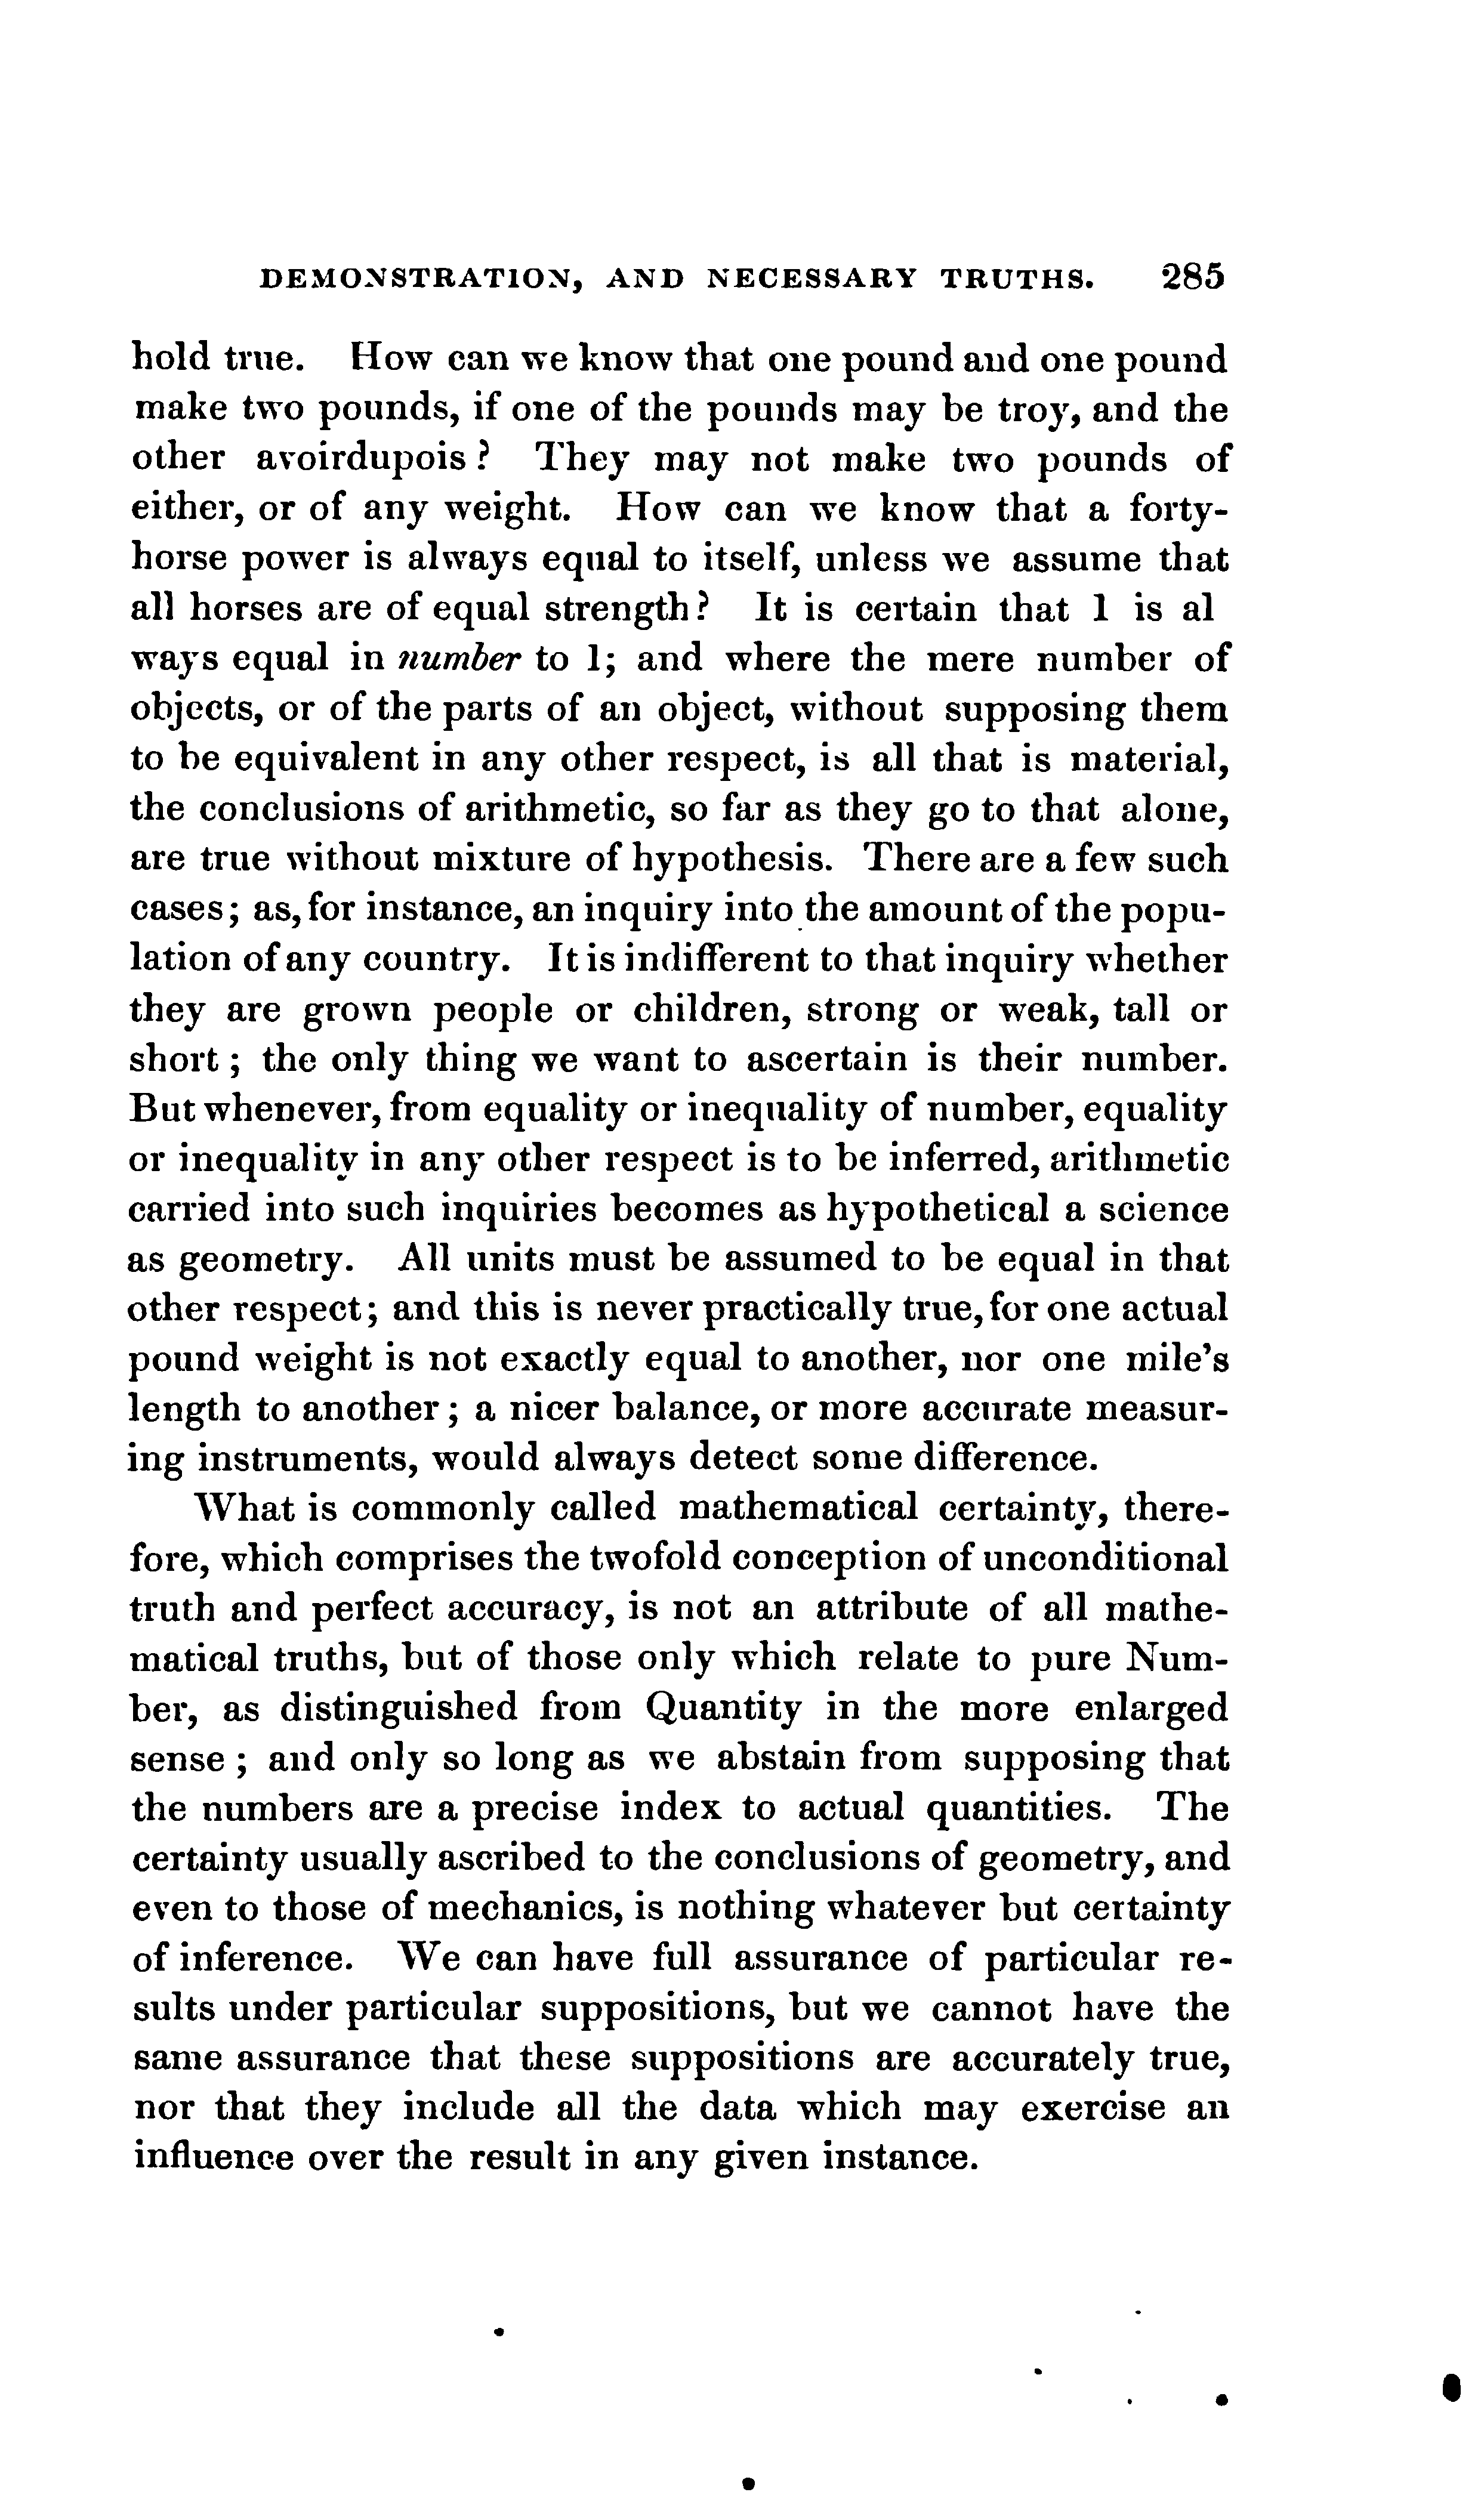 DEMONSTRATION, AND NECESSARY TRUTHS. 285
hold true. How can we know that one pound and one pound
make two pounds, if one of the pounds may be troy, and the
other avoirdupois? They may not make two pounds of
either, or of any weight. How can we know that a forty-
horse power is always equal to itself, unless we assume that
all horses are of equal strength? It is certain that 1 is al
ways equal in number to 1; and where the mere number of
objects, or of the parts of an object, without supposing them
to be equivalent in any other respect, is all that is material,
the conclusions of arithmetic, so far as they go to that alone,
are true without mixture of hypothesis. There are a few such
cases; as, for instance, an inquiry into the amount of the popu-
lation of any country. It is indifferent to that inquiry whether
they are grown people or children, strong or weak, tall or
short; the only thing we want to ascertain is their number.
But whenever, from equality or inequality of number, equality
or inequality in any other respect is to be inferred, arithmetic
carried into such inquiries becomes as hypothetical a science
as geometry. All units must be assumed to be equal in that
other respect; and this is never practically true, for one actual
pound weight is not exactly equal to another, nor one mile's
length to another; a nicer balance, or more accurate measur-
ing instruments, would always detect some difference.
What is commonly called mathematical certainty, there-
fore, which comprises the twofold conception of unconditional
truth and perfect accuracy, is not an attribute of all mathe-
matical truths, but of those only which relate to pure Num-
ber, as distinguished from Quantity in the more enlarged
sense; and only so long as we abstain from supposing that
the numbers are a precise index to actual quantities. The
certainty usually ascribed to the conclusions of geometry, and
even to those of mechanics, is nothing whatever but certainty
of inference. We can have full assurance of particular re-
sults under particular suppositions, but we cannot have the
same assurance that these suppositions are accurately true,
nor that they include all the data which may exercise an
influence over the result in any given instance.